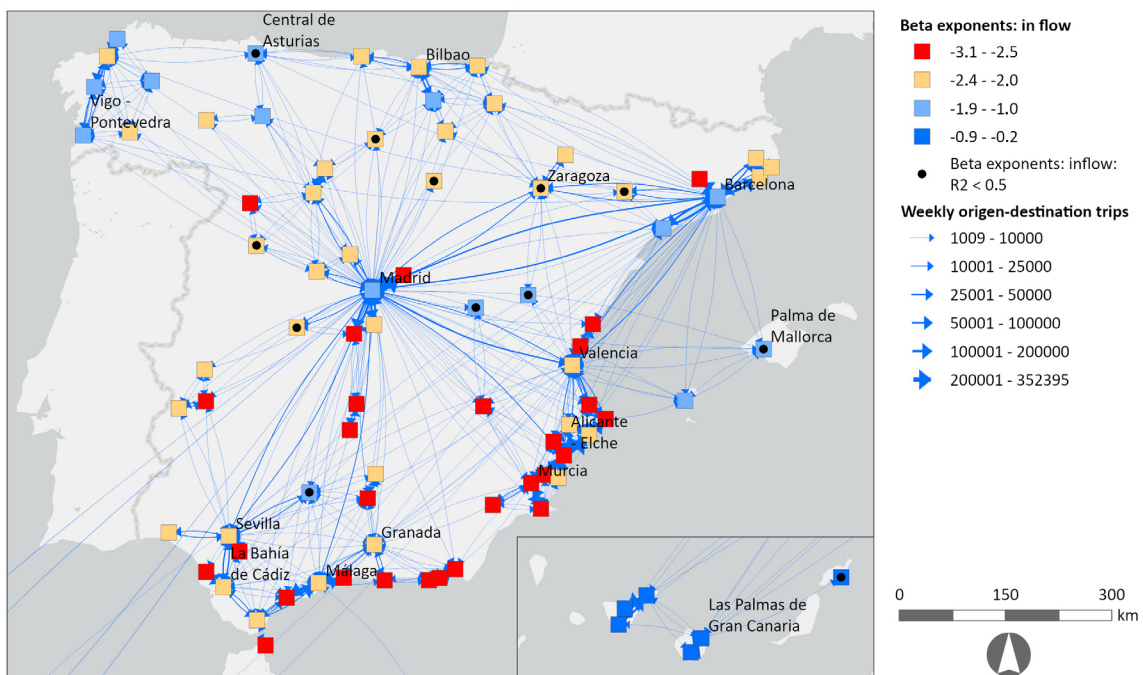 Central de
Asturias
Bilbao
Vigo -
Pontevedra
Zaragoza
Barcelona
Madrid
Palma de
Mallorca
Valencia
Alicante
- Elche
Murcia
Sevilla
Granada
La Bahía
de Cádiz
Málaga
Las Palmas de
Gran Canaria
Beta exponents: in flow
-3.1 - -2.5
-2.4 - -2.0
-1.9 - -1.0
-0.9 - -0.2
Beta exponents: inflow:
R2 < 0.5
Weekly origen-destination trips
1009 - 10000
10001 - 25000
25001 - 50000
50001 - 100000
100001 - 200000
200001 - 352395
0 150 300
km